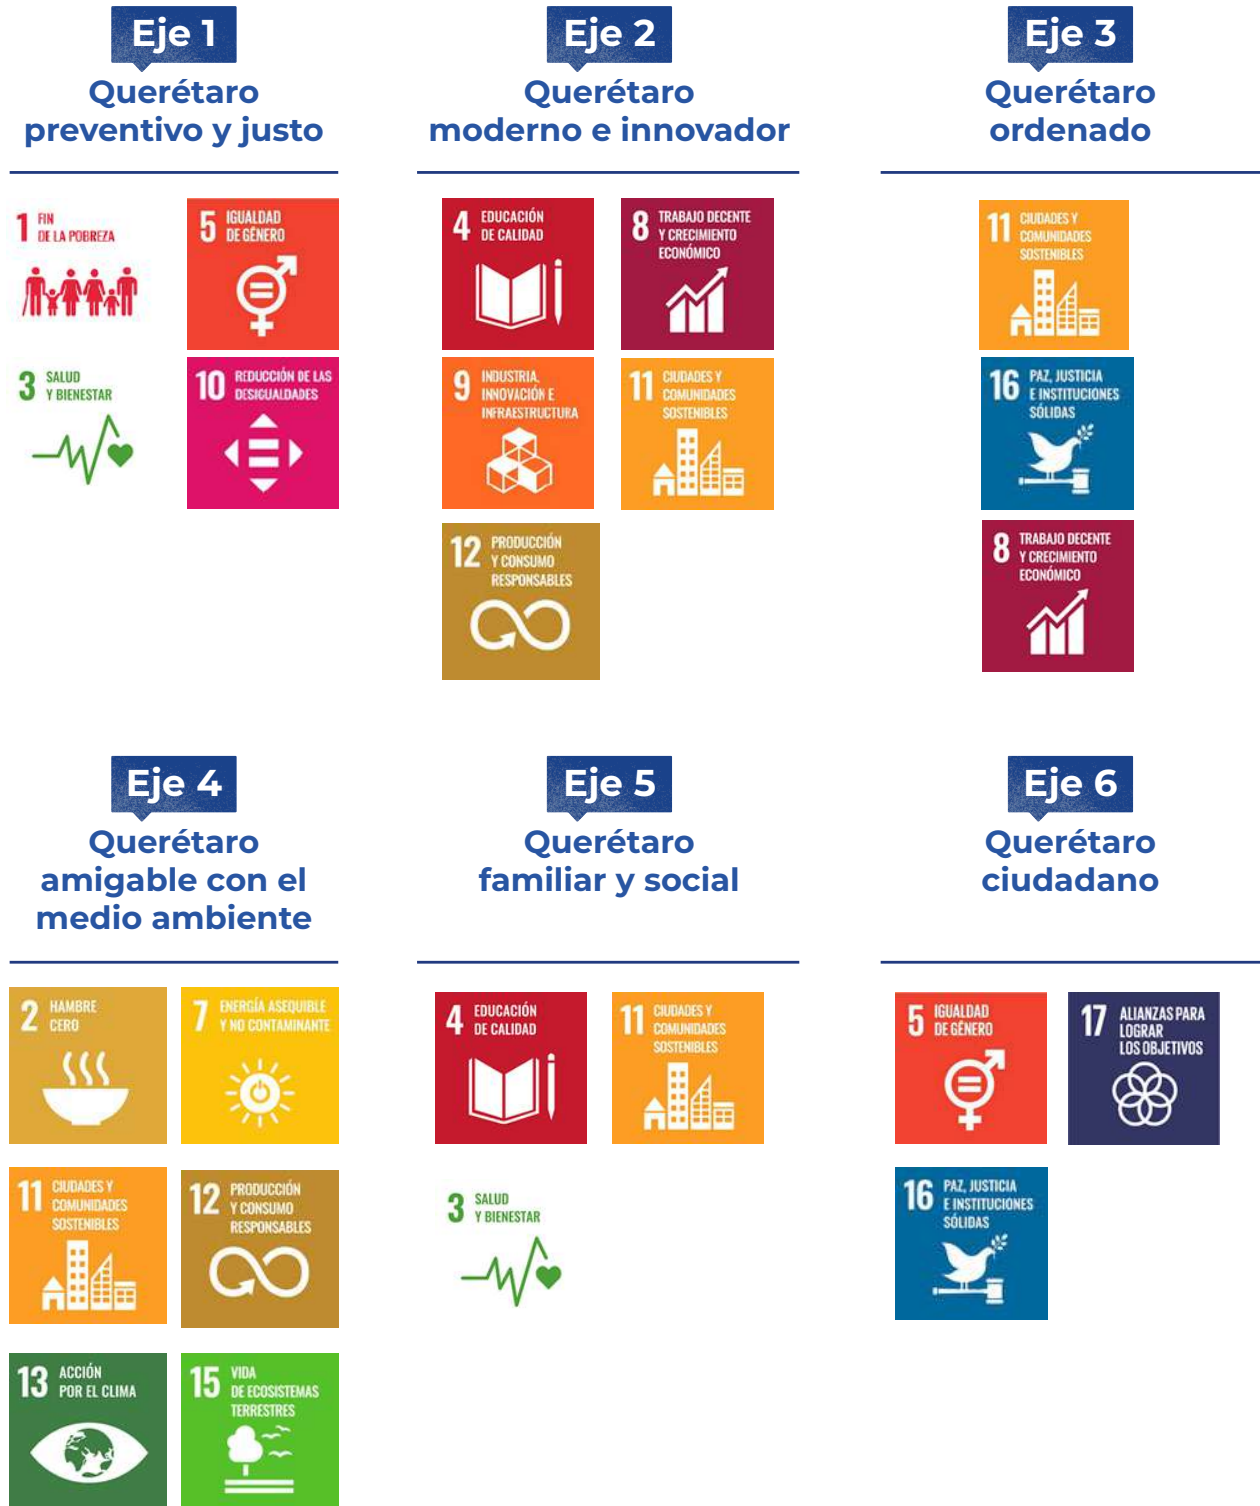 Eje 1
Querétaro
preventivo y justo
1 FIN
DE LA POBREZA
5 IGUALDAD
DE GÉNERO
3 SALUD
Y BIENESTAR
10 REDUCCIÓN DE LAS
DESIGUALDADES
Eje 2
Querétaro
moderno e innovador
4 EDUCACIÓN
DE CALIDAD
8 TRABAJO DECENTE
Y CRECIMIENTO
ECONÓMICO
9 INDUSTRIA,
INNOVACIÓN E
INFRAESTRUCTURA
11 CIUDADES Y
COMUNIDADES
SOSTENIBLES
12 PRODUCCIÓN
Y CONSUMO
RESPONSABLES
Eje 3
Querétaro
ordenado
11 CIUDADES Y
COMUNIDADES
SOSTENIBLES
16 PAZ, JUSTICIA
E INSTITUCIONES
SÓLIDAS
8 TRABAJO DECENTE
Y CRECIMIENTO
ECONÓMICO
Eje 4
Querétaro
amigable con el
medio ambiente
2 HAMBRE
CERO
7 ENERGÍA ASEQUIBLE
Y NO CONTAMINANTE
11 CIUDADES Y
COMUNIDADES
SOSTENIBLES
12 PRODUCCIÓN
Y CONSUMO
RESPONSABLES
13 ACCIÓN
POR EL CLIMA
15 VIDA
DE ECOSISTEMAS
TERRESTRES
Eje 5
Querétaro
familiar y social
4 EDUCACIÓN
DE CALIDAD
11 CIUDADES Y
COMUNIDADES
SOSTENIBLES
3 SALUD
Y BIENESTAR
Eje 6
Querétaro
ciudadano
5 IGUALDAD
DE GÉNERO
17 ALIANZAS PARA
LOGRAR
LOS OBJETIVOS
16 PAZ, JUSTICIA
E INSTITUCIONES
SÓLIDAS